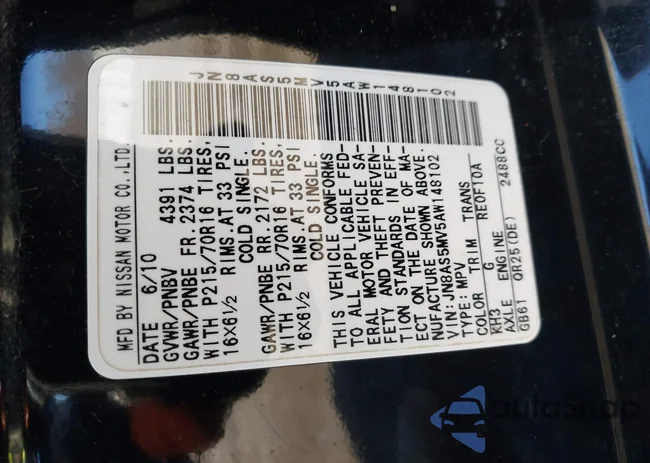 JN8AS5MV5AW148102
MFD BY NISSAN MOTOR CO.,LTD.
DATE 6/10
GVWR/PNBV 4391 LBS.
GAWR/PNBE FR. 2374 LBS.
WITH P215/70R16 TIRES,
16X6½ RIMS.AT 33 PSI
COLD SINGLE.
GAWR/PNBE RR. 2172 LBS.
WITH P215/70R16 TIRES,
16X6½ RIMS.AT 33 PSI
COLD SINGLE.
THIS VEHICLE CONFORMS
TO ALL APPLICABLE FED-
ERAL MOTOR VEHICLE SA-
FETY AND THEFT PREVEN-
TION STANDARDS IN EFF-
ECT ON THE DATE OF MA-
NUFACTURE SHOWN ABOVE.
VIN:JN8AS5MV5AW148102
TYPE: MPV
COLOR TRIM TRANS
KH3 G RE0F10A
AXLE ENGINE
GB61 QR25(DE) 2488CC
autoShop